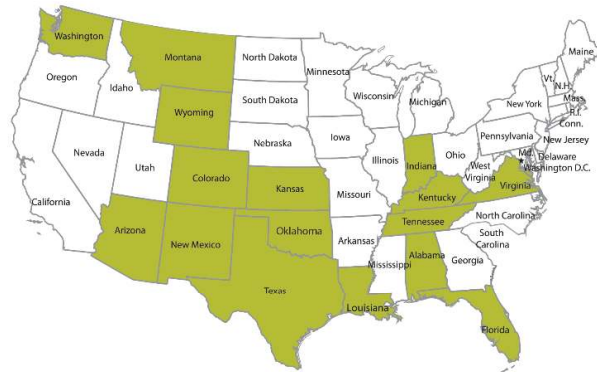 Washington
Montana
North Dakota
Minnesota
Maine
Oregon
Idaho
Wyoming
South Dakota
Wisconsin
Michigan
Vt.
N.H.
New York
Mass.
R.I.
Conn.
Nevada
Utah
Colorado
Nebraska
Iowa
Illinois
Indiana
Ohio
Pennsylvania
New Jersey
Md.
Delaware
Washington D.C.
West
Virginia
Virginia
California
Kansas
Missouri
Kentucky
Arizona
New Mexico
Oklahoma
Arkansas
Tennessee
North Carolina
South
Carolina
Texas
Louisiana
Mississippi
Alabama
Georgia
Florida